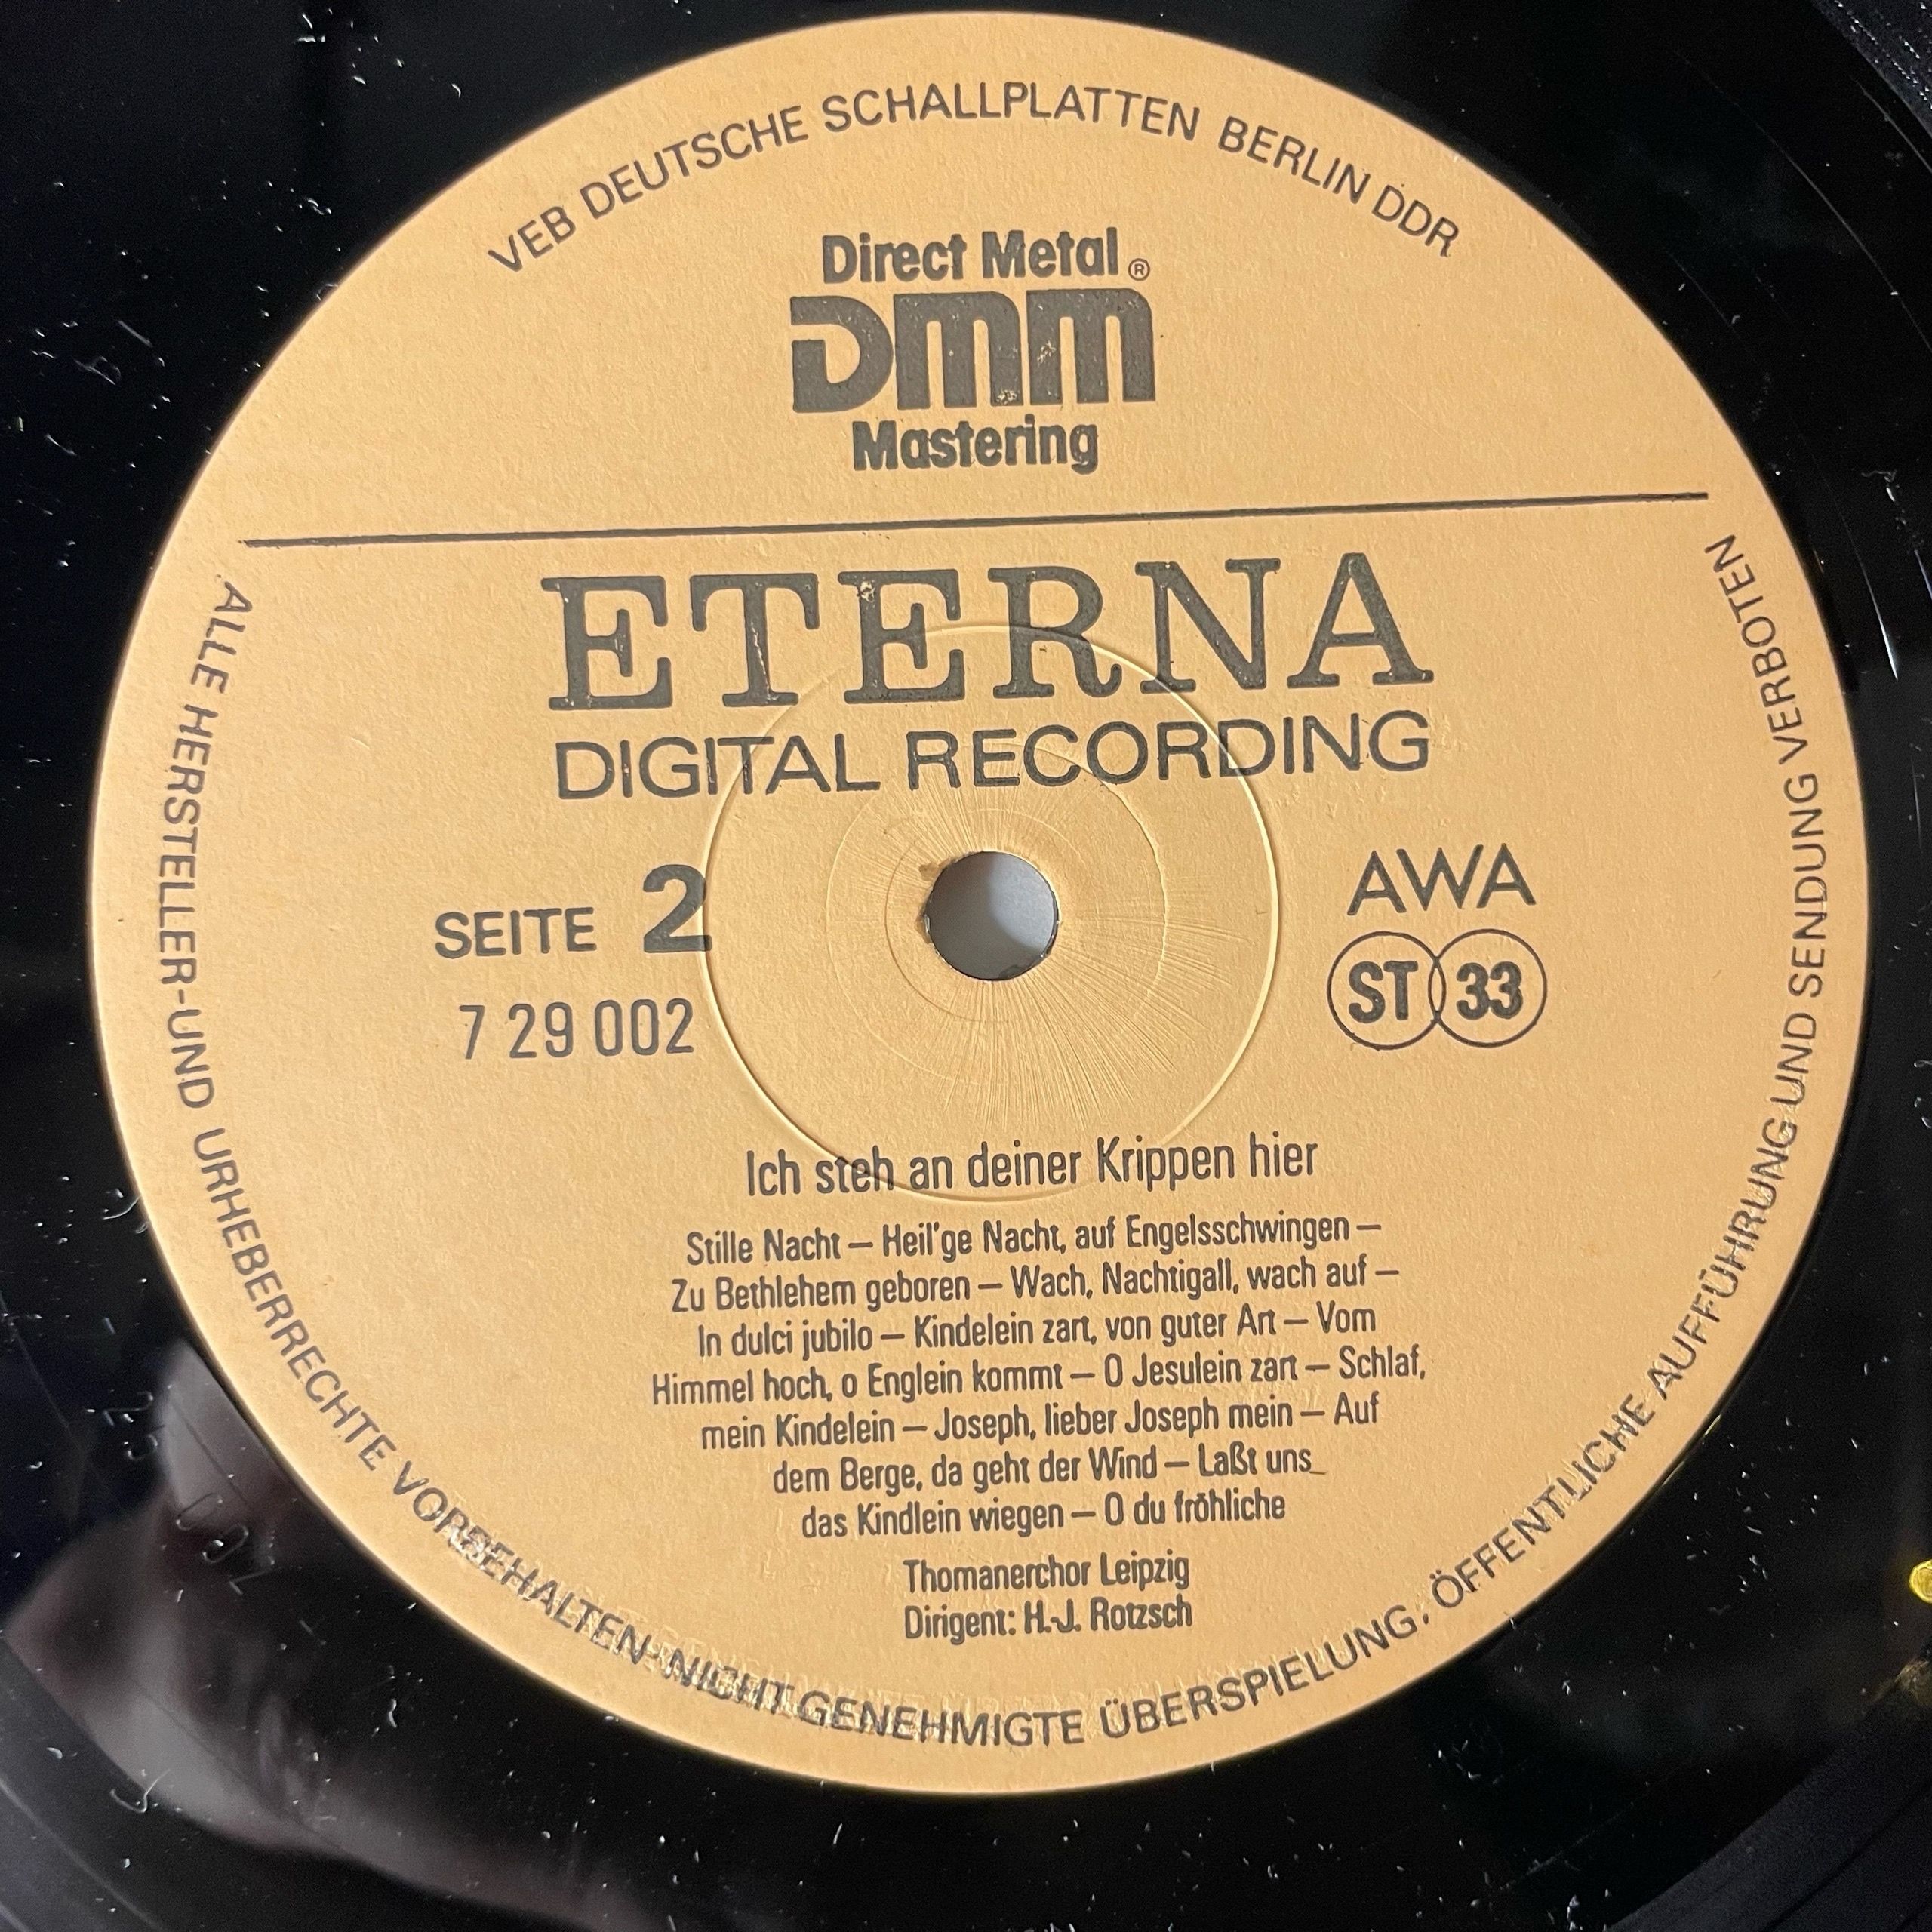 VEB DEUTSCHE SCHALLPLATTEN BERLIN DDR
Direct Metal ®
DMM
Mastering
ETERNA
DIGITAL RECORDING
SEITE 2
7 29 002
AWA
ST 33
Ich steh an deiner Krippen hier
Stille Nacht – Heil'ge Nacht, auf Engelsschwingen –
Zu Bethlehem geboren – Wach, Nachtigall, wach auf –
In dulci jubilo – Kindelein zart, von guter Art – Vom
Himmel hoch, o Englein kommt – O Jesulein zart – Schlaf,
mein Kindelein – Joseph, lieber Joseph mein – Auf
dem Berge, da geht der Wind – Laßt uns
das Kindlein wiegen – O du fröhliche
Thomanerchor Leipzig
Dirigent: H.-J. Rotzsch
ALLE HERSTELLER-UND URHEBERRECHTE VORBEHALTEN-NICHT GENEHMIGTE ÜBERSPIELUNG, ÖFFENTLICHE AUFFÜHRUNG UND SENDUNG VERBOTEN